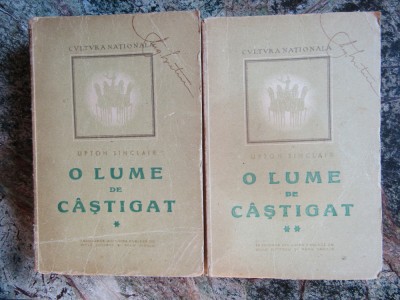 CVLTVRA NAȚIONALĂ
UPTON SINCLAIR
O LUME
DE
CÂȘTIGAT
*
CVLTVRA NAȚIONALĂ
UPTON SINCLAIR
O LUME
DE
CÂȘTIGAT
**